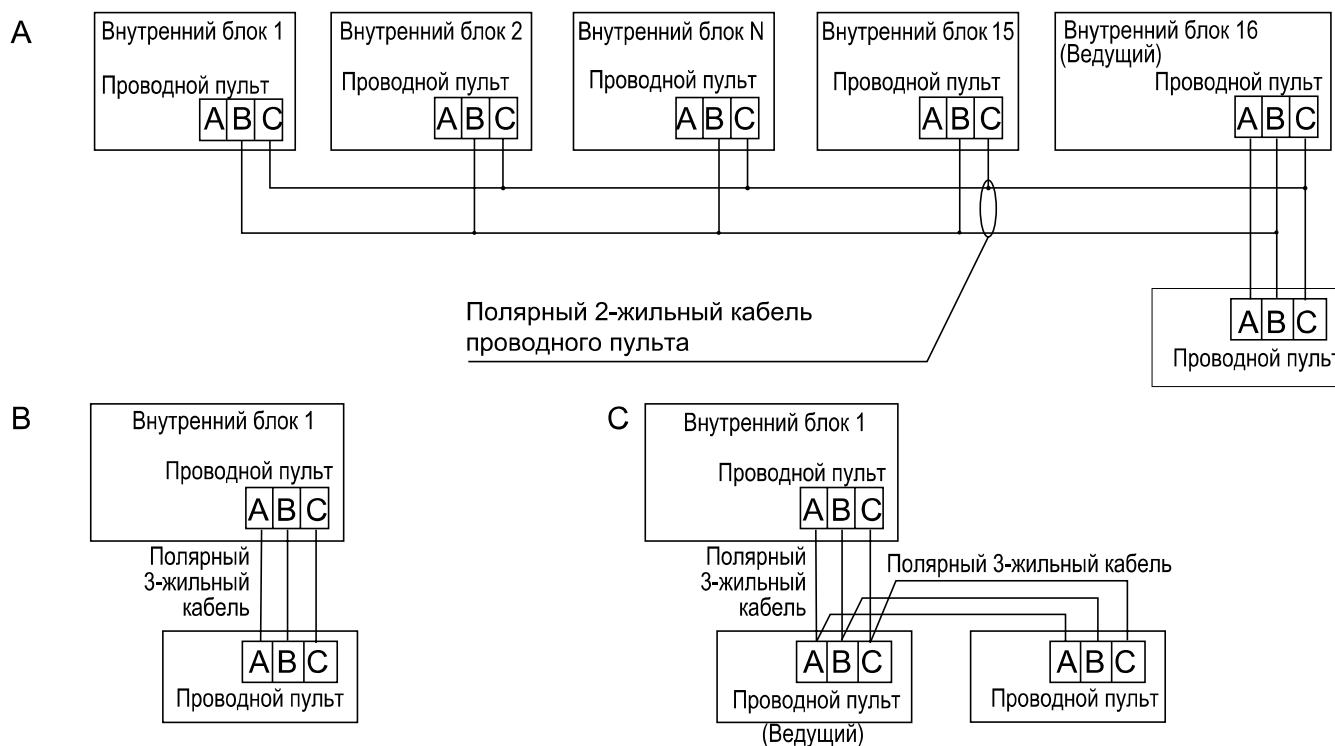 A
Внутренний блок 1
Проводной пульт
A B C
Внутренний блок 2
Проводной пульт
A B C
Внутренний блок N
Проводной пульт
A B C
Внутренний блок 15
Проводной пульт
A B C
Внутренний блок 16
(Ведущий)
Проводной пульт
A B C
Полярный 2-жильный кабель
проводного пульта
A B C
Проводной пульт
B
Внутренний блок 1
Проводной пульт
A B C
Полярный
3-жильный
кабель
A B C
Проводной пульт
C
Внутренний блок 1
Проводной пульт
A B C
Полярный
3-жильный
кабель
Полярный 3-жильный кабель
A B C
Проводной пульт
(Ведущий)
A B C
Проводной пульт